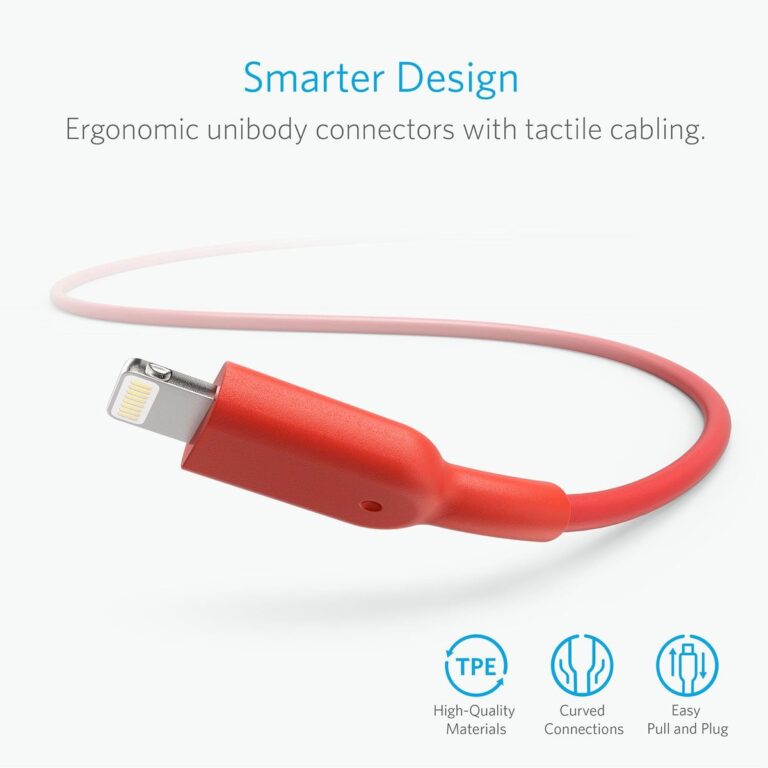 Smarter Design
Ergonomic unibody connectors with tactile cabling.
TPE
High-Quality
Materials
Curved
Connections
Easy
Pull and Plug